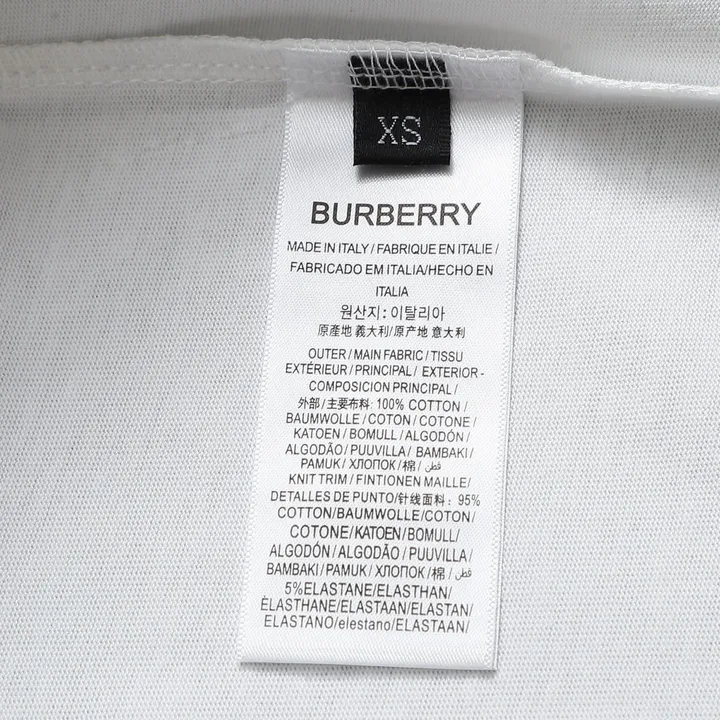 XS
BURBERRY
MADE IN ITALY / FABRIQUE EN ITALIE /
FABRICADO EM ITALIA/HECHO EN
ITALIA
원산지: 이탈리아
原産地 義大利/原产地 意大利
OUTER / MAIN FABRIC / TISSU
EXTÉRIEUR / PRINCIPAL / EXTERIOR -
COMPOSICION PRINCIPAL /
外部 / 主要布料: 100% COTTON /
BAUMWOLLE / COTON / COTONE /
KATOEN / BOMULL / ALGODÓN /
ALGODÃO / PUUVILLA / BAMBAKI /
PAMUK / ХЛОПОК / 棉 / قطن
KNIT TRIM / FINTIONEN MAILLE/
DETALLES DE PUNTO/针线面料: 95%
COTTON/BAUMWOLLE/COTON/
COTONE/KATOEN/BOMULL/
ALGODÓN / ALGODÃO / PUUVILLA /
BAMBAKI / PAMUK / ХЛОПОК /棉 / قطن
5%ELASTANE/ELASTHAN/
ÈLASTHANE/ELASTAAN/ELASTAN/
ELASTANO/elestano/ELASTAAN/